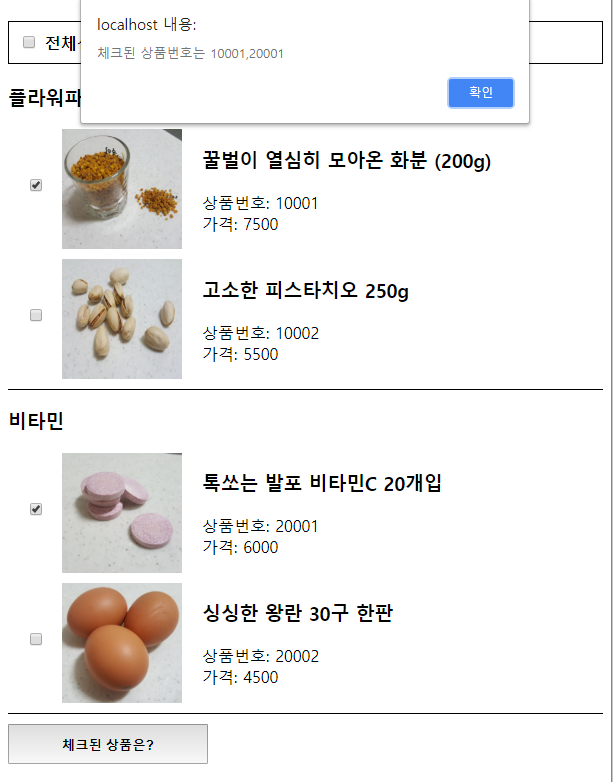 localhost 내용:
체크된 상품번호는 10001,20001
확인
전체
플라워파
꿀벌이 열심히 모아온 화분 (200g)
상품번호: 10001
가격: 7500
고소한 피스타치오 250g
상품번호: 10002
가격: 5500
비타민
톡쏘는 발포 비타민C 20개입
상품번호: 20001
가격: 6000
싱싱한 왕란 30구 한판
상품번호: 20002
가격: 4500
체크된 상품은?